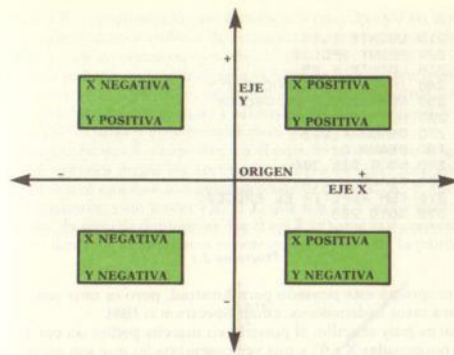 +
X NEGATIVA
Y POSITIVA
EJE
Y
X POSITIVA
Y POSITIVA
-
ORIGEN
+
EJE X
X NEGATIVA
Y NEGATIVA
X POSITIVA
Y NEGATIVA
-